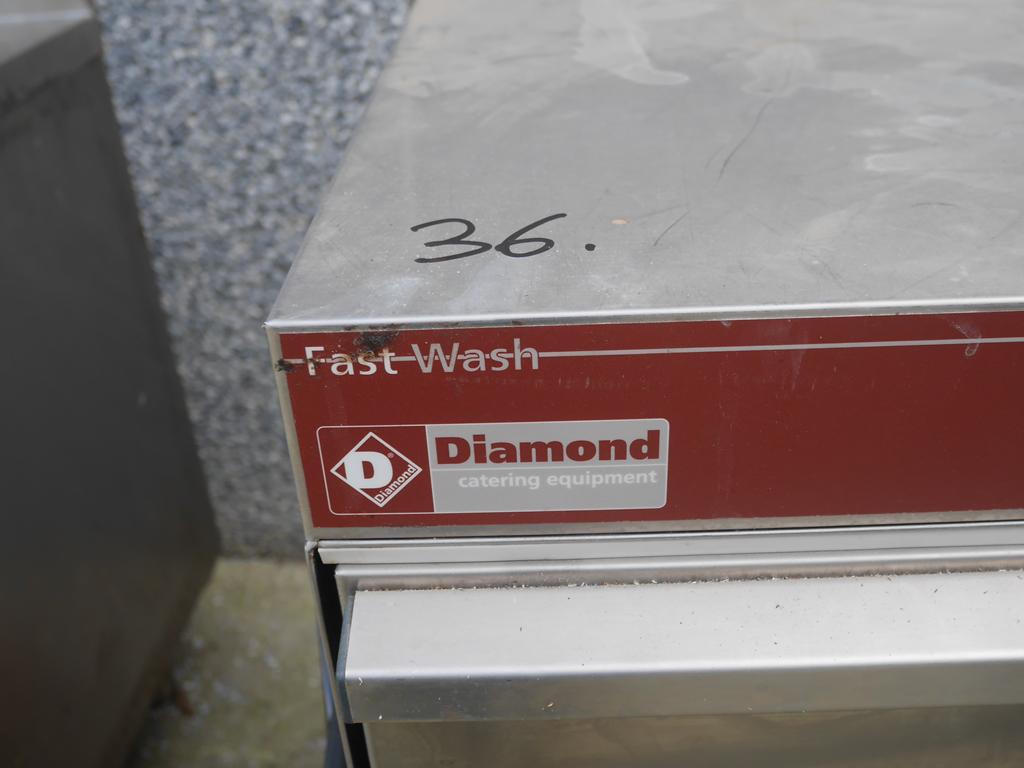 36.
Fast Wash
D®
Diamond
Diamond
catering equipment